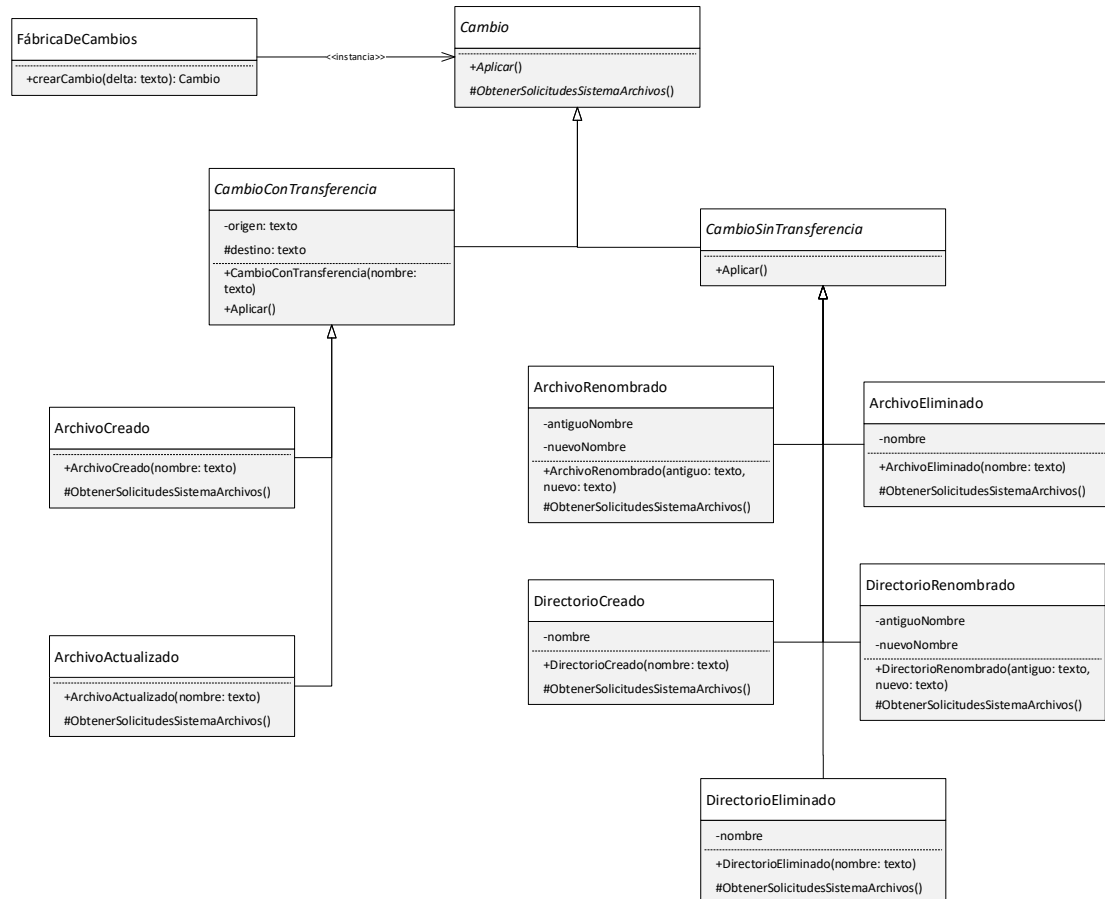 FábricaDeCambios
+crearCambio(delta: texto): Cambio
<<instancia>>
Cambio
+Aplicar()
#ObtenerSolicitudesSistemaArchivos()
CambioConTransferencia
-origen: texto
#destino: texto
+CambioConTransferencia(nombre:
texto)
+Aplicar()
CambioSinTransferencia
+Aplicar()
ArchivoCreado
+ArchivoCreado(nombre: texto)
#ObtenerSolicitudesSistemaArchivos()
ArchivoRenombrado
-antiguoNombre
-nuevoNombre
+ArchivoRenombrado(antiguo: texto,
nuevo: texto)
#ObtenerSolicitudesSistemaArchivos()
ArchivoEliminado
-nombre
+ArchivoEliminado(nombre: texto)
#ObtenerSolicitudesSistemaArchivos()
ArchivoActualizado
+ArchivoActualizado(nombre: texto)
#ObtenerSolicitudesSistemaArchivos()
DirectorioCreado
-nombre
+DirectorioCreado(nombre: texto)
#ObtenerSolicitudesSistemaArchivos()
DirectorioRenombrado
-antiguoNombre
-nuevoNombre
+DirectorioRenombrado(antiguo: texto,
nuevo: texto)
#ObtenerSolicitudesSistemaArchivos()
DirectorioEliminado
-nombre
+DirectorioEliminado(nombre: texto)
#ObtenerSolicitudesSistemaArchivos()